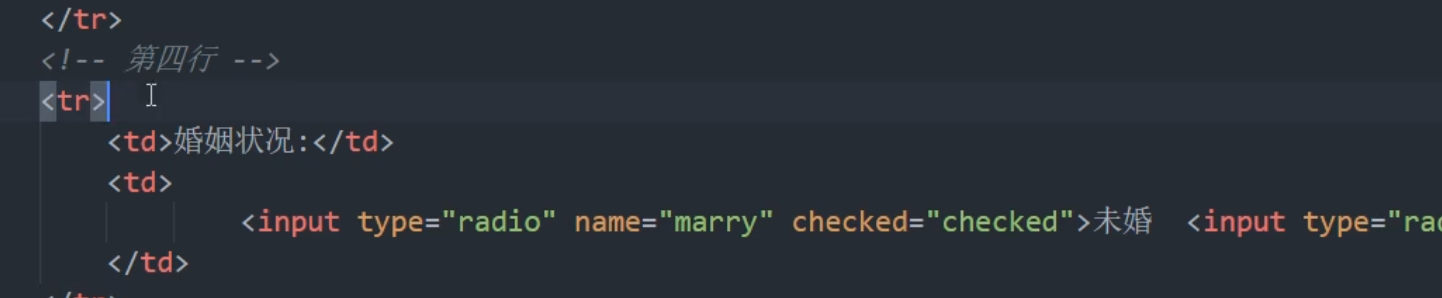 </tr>
<!-- 第四行 -->
<tr>
<td>婚姻状况:</td>
<td>
<input type="radio" name="marry" checked="checked">未婚 <input type="rad
</td>